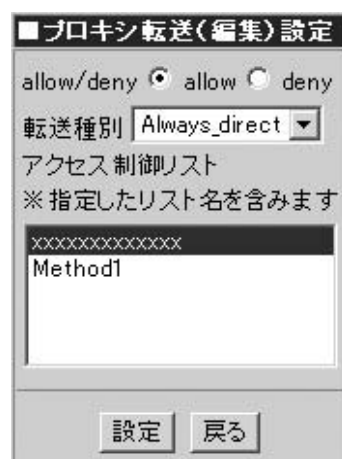 ■プロキシ転送(編集)設定
allow/deny allow deny
転送種別 Always_direct
アクセス制御リスト
※指定したリスト名を含みます
xxxxxxxxxxxxx
Method1
設定 戻る